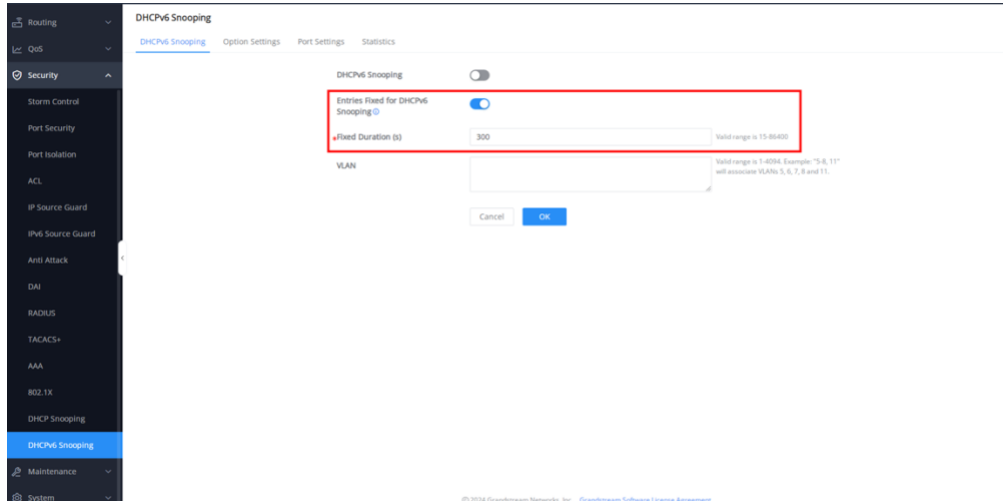 Routing
QoS
Security
Storm Control
Port Security
Port Isolation
ACL
IP Source Guard
IPv6 Source Guard
Anti Attack
DAI
RADIUS
TACACS+
AAA
802.1X
DHCP Snooping
DHCPv6 Snooping
Maintenance
System
DHCPv6 Snooping
DHCPv6 Snooping Option Settings Port Settings Statistics
DHCPv6 Snooping
Entries Fixed for DHCPv6
Snooping
*Fixed Duration (s) 300 Valid range is 15-86400
VLAN
Valid range is 1-4094. Example: "5-8, 11"
will associate VLANs 5, 6, 7, 8 and 11.
Cancel OK
© 2024 Grandstream Networks, Inc. Grandstream Software License Agreement